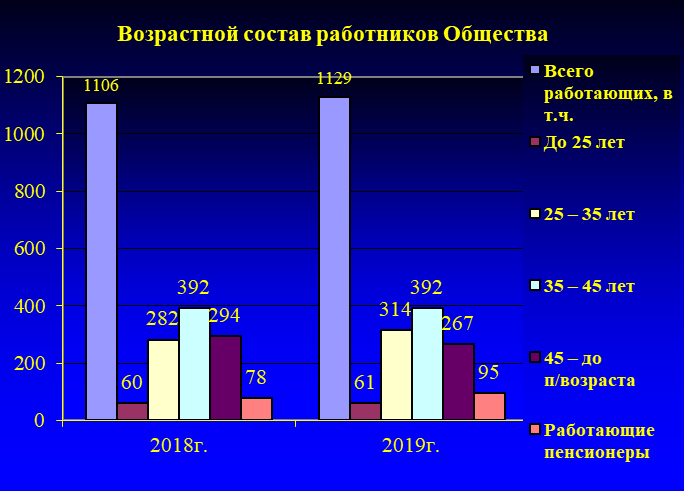 Возрастной состав работников Общества
1200
1000
800
600
400
200
0
1106
60
282
392
294
78
1129
61
314
392
267
95
2018г.
2019г.
Всего
работающих, в
т.ч.
До 25 лет
25 – 35 лет
35 – 45 лет
45 – до
п/возраста
Работающие
пенсионеры